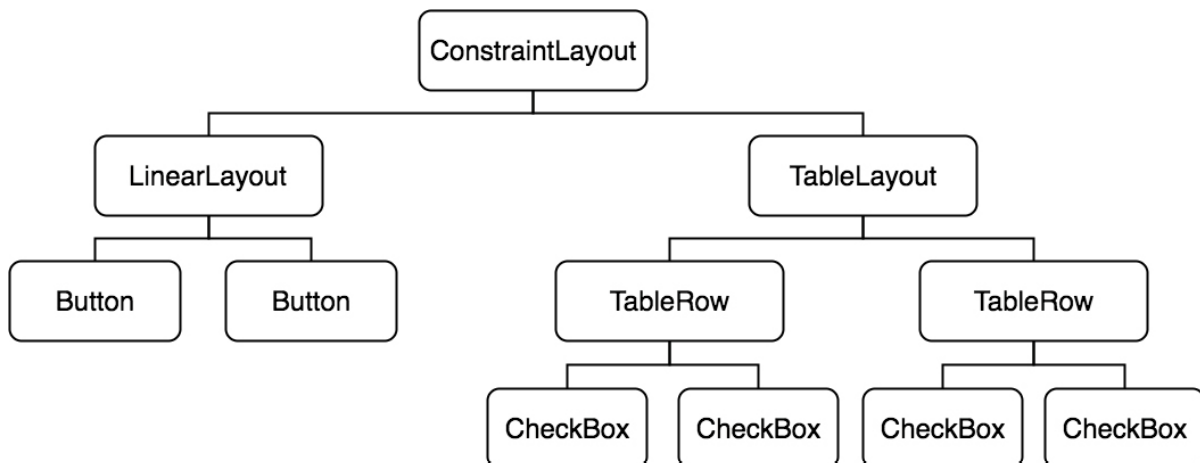 ConstraintLayout
LinearLayout
TableLayout
Button
Button
TableRow
TableRow
CheckBox
CheckBox
CheckBox
CheckBox